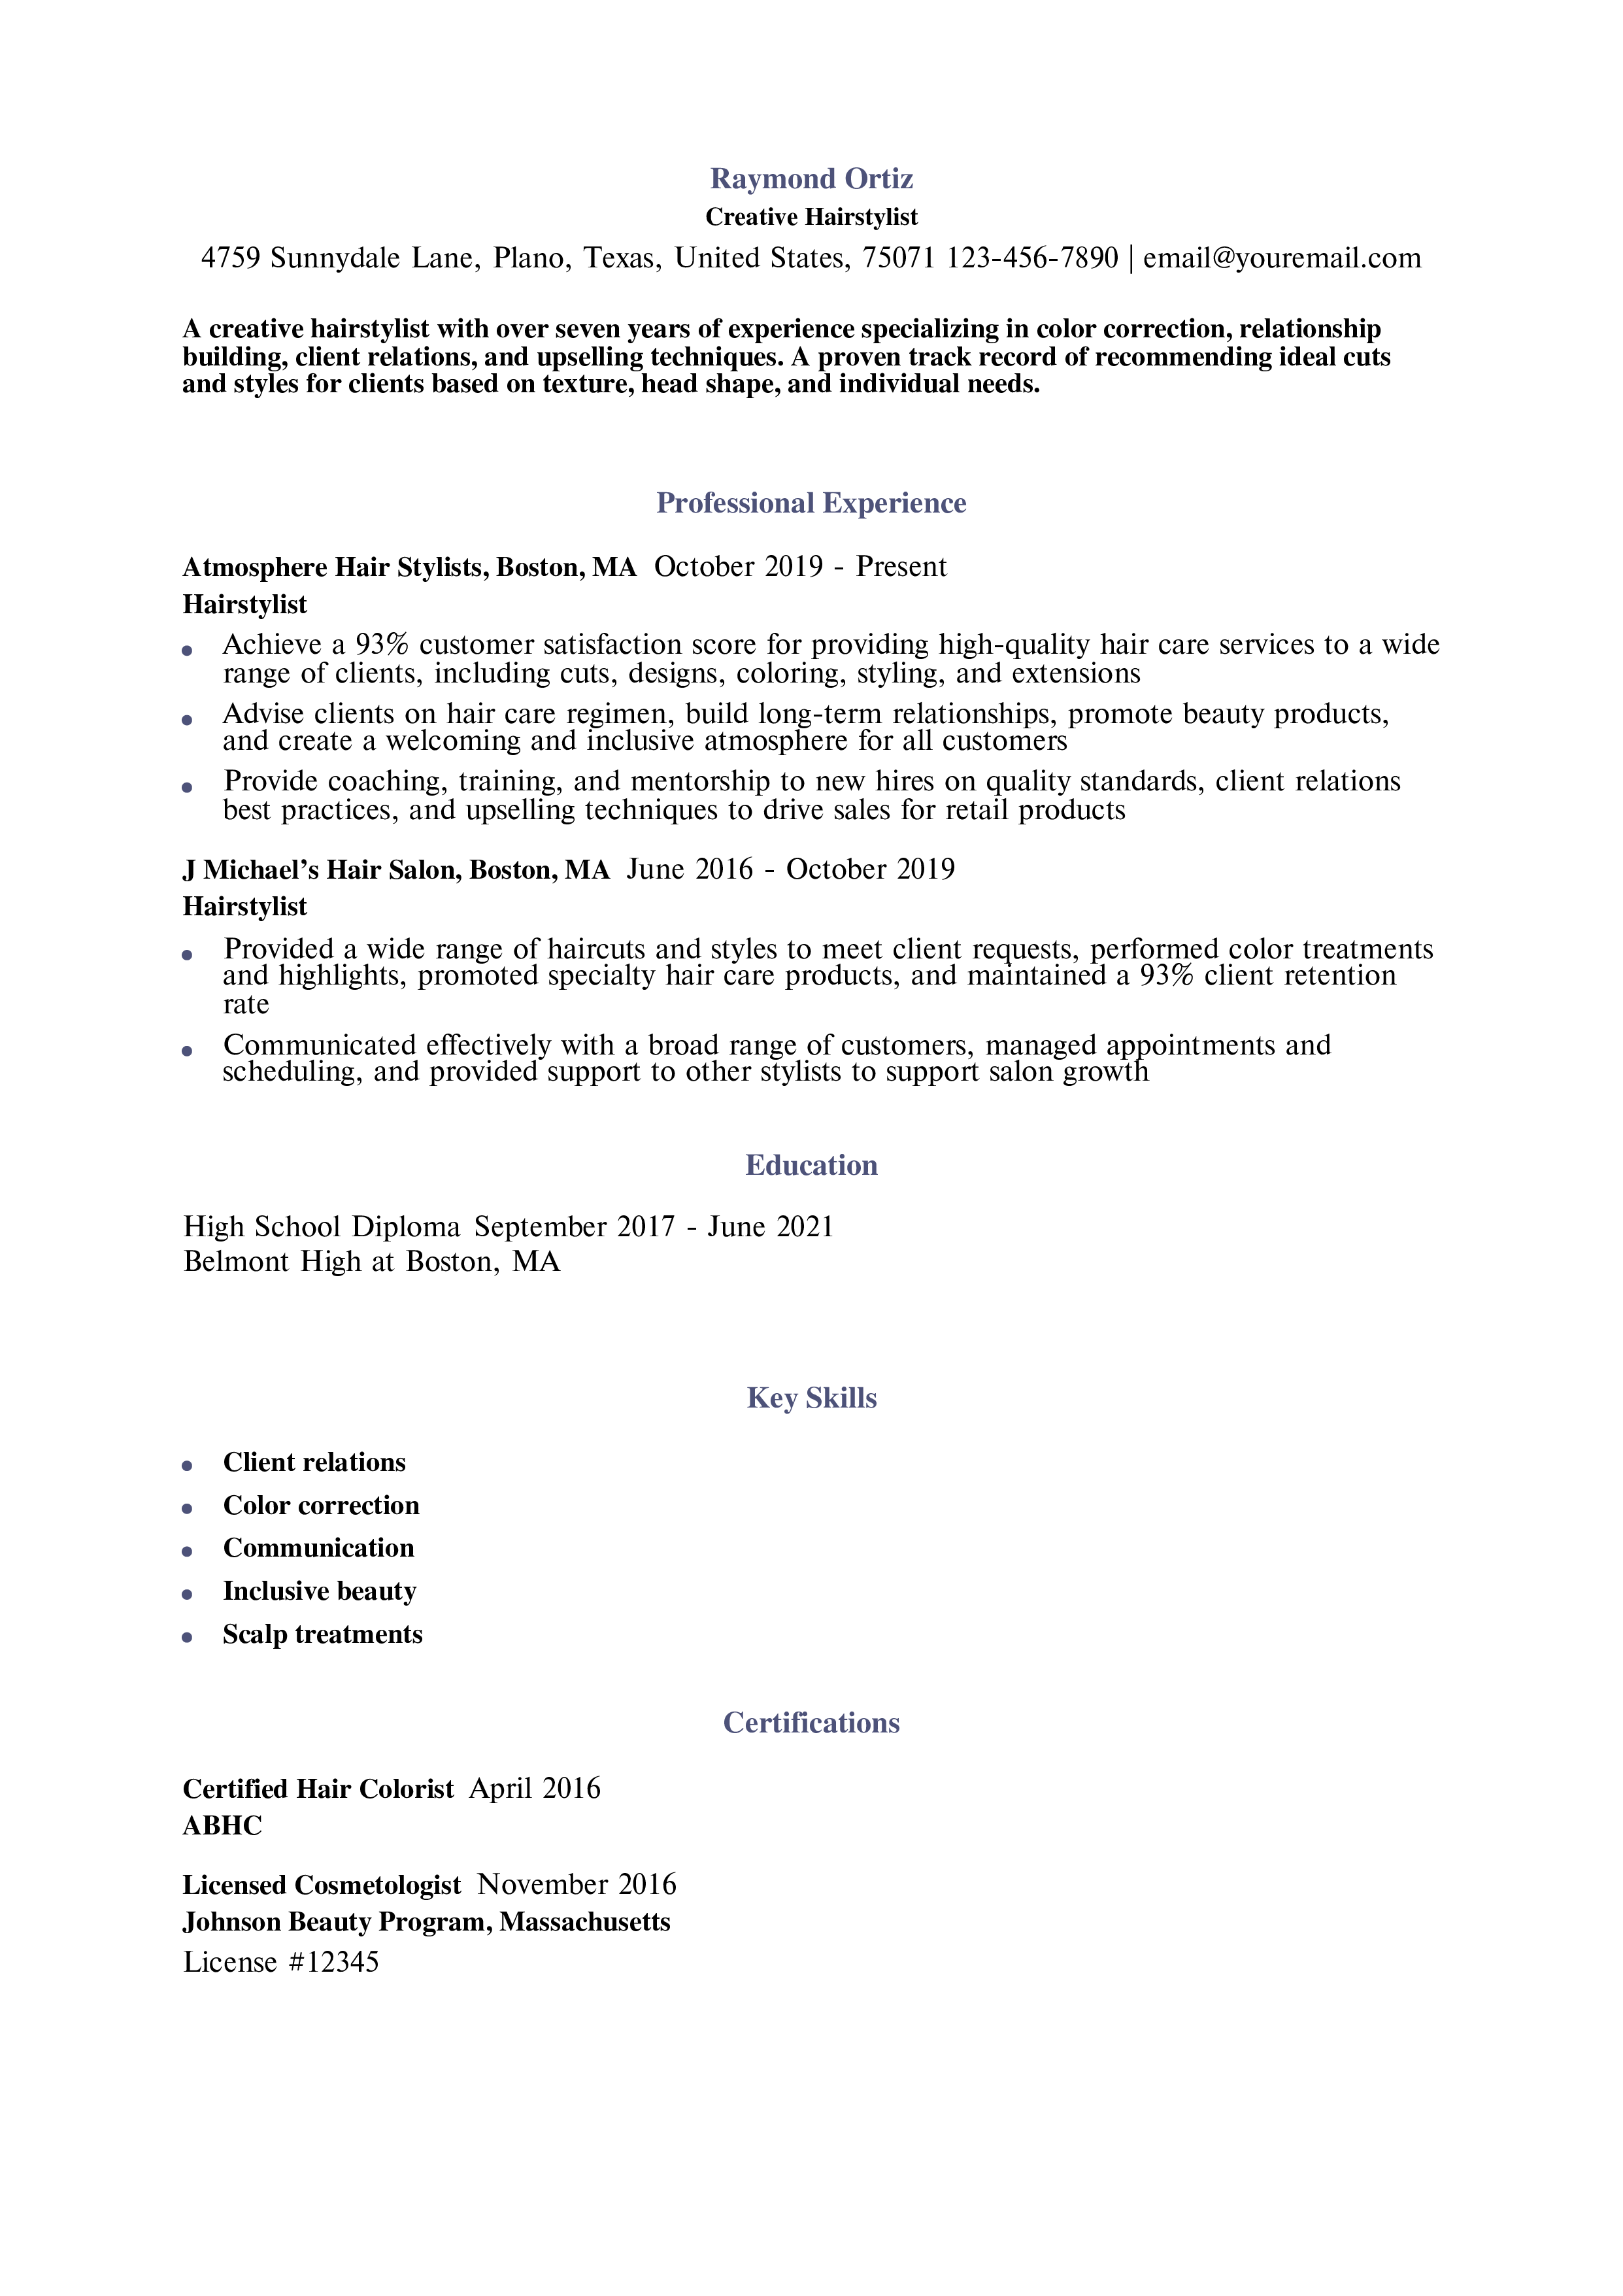 Raymond Ortiz
Creative Hairstylist
4759 Sunnydale Lane, Plano, Texas, United States, 75071 123-456-7890 | email@youremail.com
A creative hairstylist with over seven years of experience specializing in color correction, relationship
building, client relations, and upselling techniques. A proven track record of recommending ideal cuts
and styles for clients based on texture, head shape, and individual needs.
Professional Experience
Atmosphere Hair Stylists, Boston, MA October 2019 - Present
Hairstylist
• Achieve a 93% customer satisfaction score for providing high-quality hair care services to a wide
range of clients, including cuts, designs, coloring, styling, and extensions
• Advise clients on hair care regimen, build long-term relationships, promote beauty products,
and create a welcoming and inclusive atmosphere for all customers
• Provide coaching, training, and mentorship to new hires on quality standards, client relations
best practices, and upselling techniques to drive sales for retail products
J Michael’s Hair Salon, Boston, MA June 2016 - October 2019
Hairstylist
• Provided a wide range of haircuts and styles to meet client requests, performed color treatments
and highlights, promoted specialty hair care products, and maintained a 93% client retention
rate
• Communicated effectively with a broad range of customers, managed appointments and
scheduling, and provided support to other stylists to support salon growth
Education
High School Diploma September 2017 - June 2021
Belmont High at Boston, MA
Key Skills
• Client relations
• Color correction
• Communication
• Inclusive beauty
• Scalp treatments
Certifications
Certified Hair Colorist April 2016
ABHC
Licensed Cosmetologist November 2016
Johnson Beauty Program, Massachusetts
License #12345